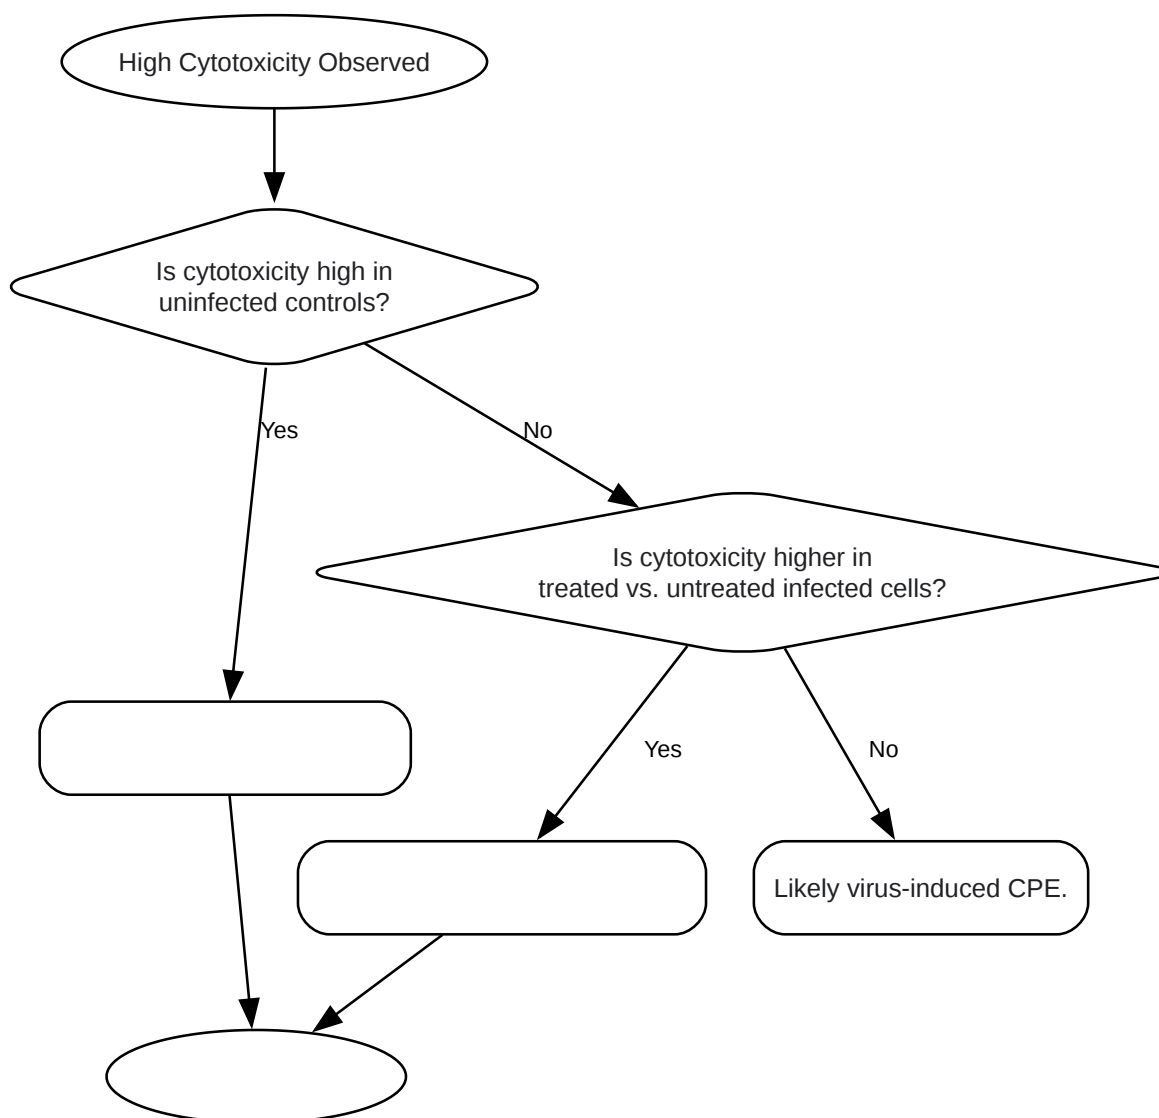 High Cytotoxicity Observed
Is cytotoxicity high in
uninfected controls?
Yes
No
Is cytotoxicity higher in
treated vs. untreated infected cells?
Yes
No
Likely virus-induced CPE.